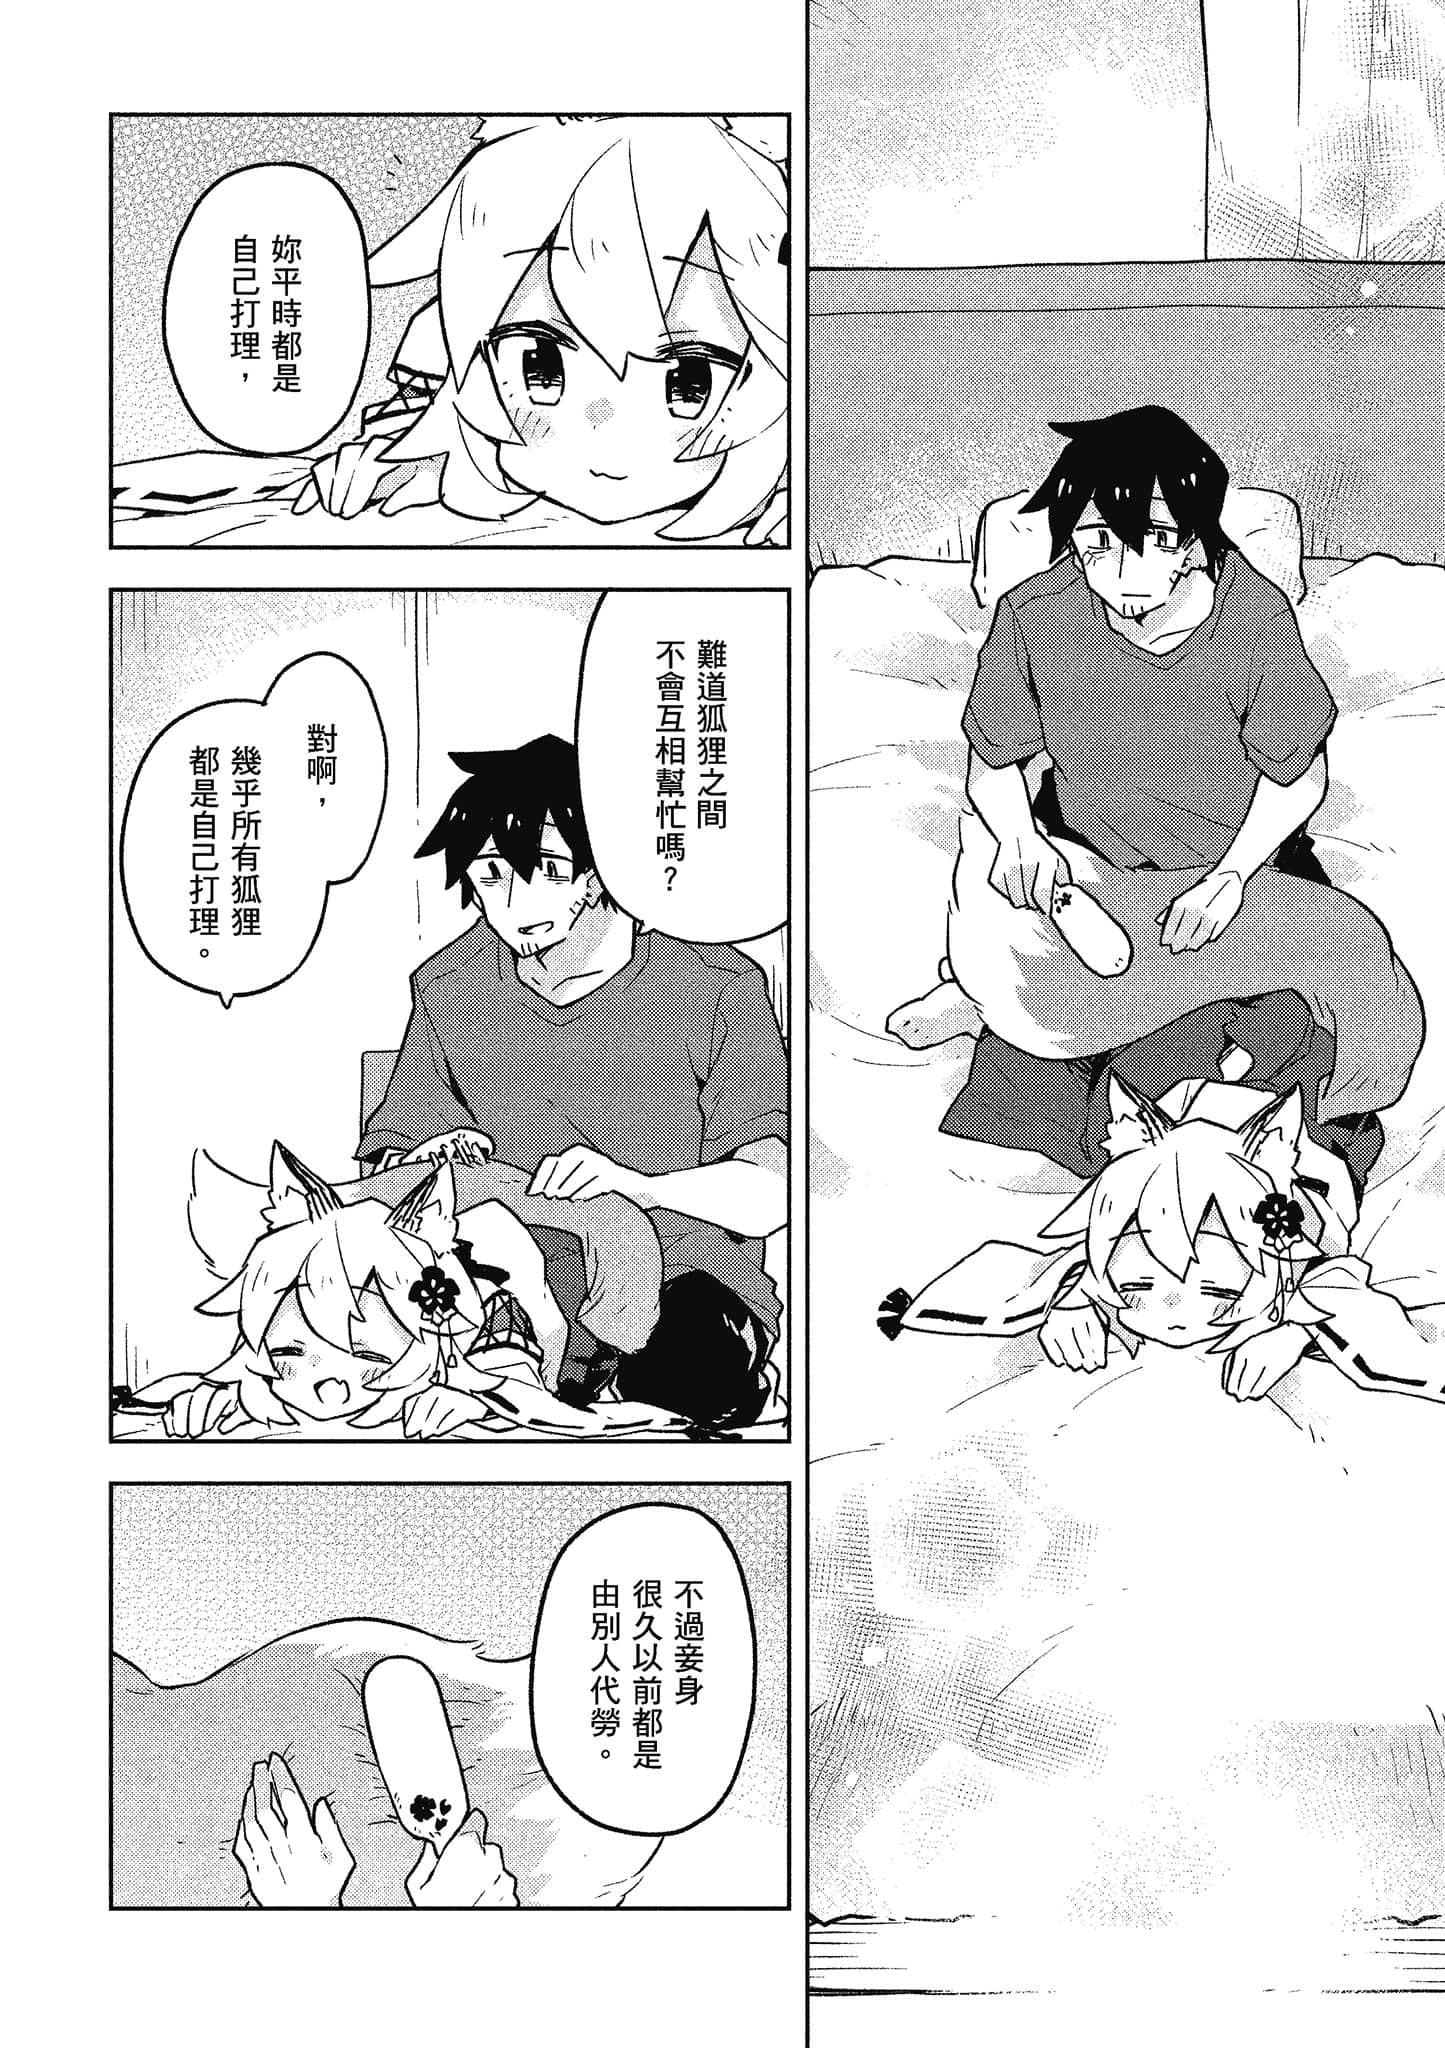 妳平時都是
自己打理，
難道狐狸之間
不會互相幫忙嗎？
對啊，
幾乎所有狐狸
都是自己打理。
不過妾身
很久以前都是
由別人代勞。